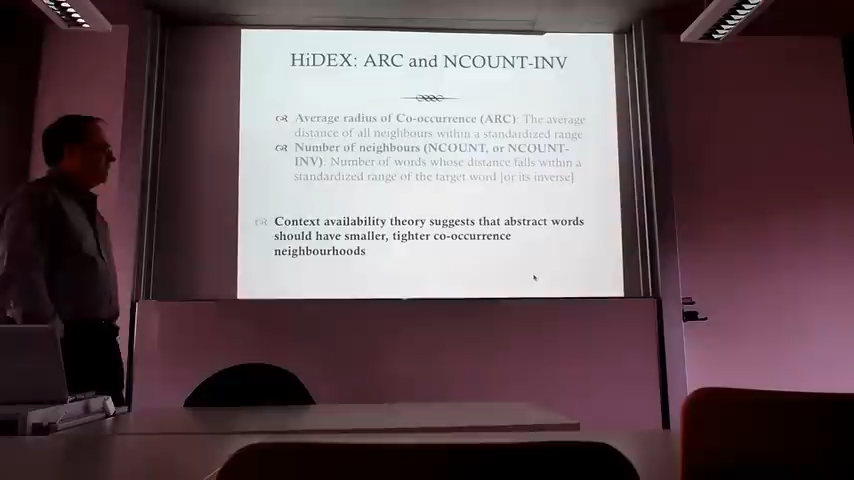 HiDEX: ARC and NCOUNT-INV
Average radius of Co-occurrence (ARC): The average
distance of all neighbours within a standardized range
Number of neighbours (NCOUNT, or NCOUNT-
INV): Number of words whose distance falls within a
standardized range of the target word [or its inverse]
Context availability theory suggests that abstract words
should have smaller, tighter co-occurrence
neighbourhoods